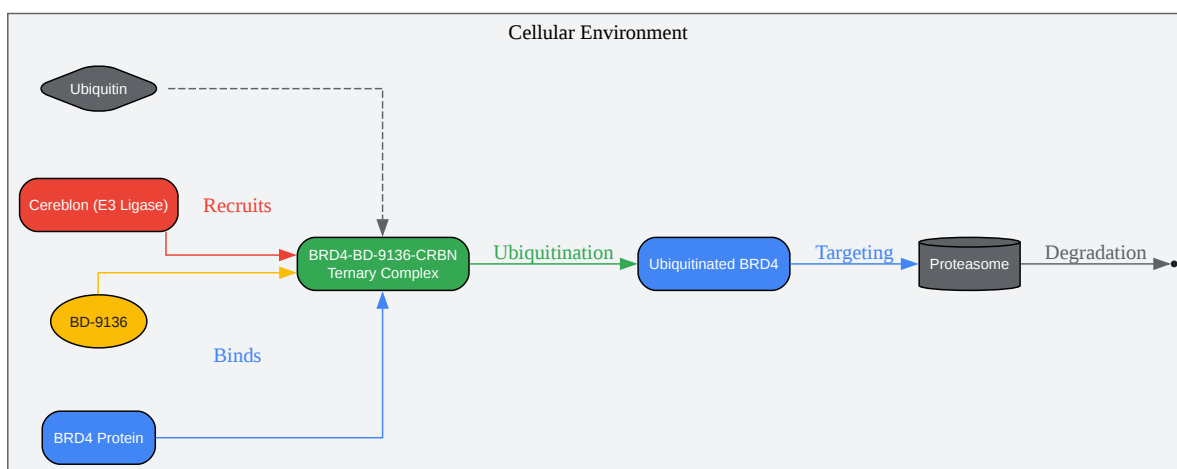 Cellular Environment
Ubiquitin
Cereblon (E3 Ligase)
Recruits
BRD4-BD-9136-CRBN
Ternary Complex
Ubiquitination
Ubiquitinated BRD4
Targeting
Proteasome
Degradation
BD-9136
Binds
BRD4 Protein